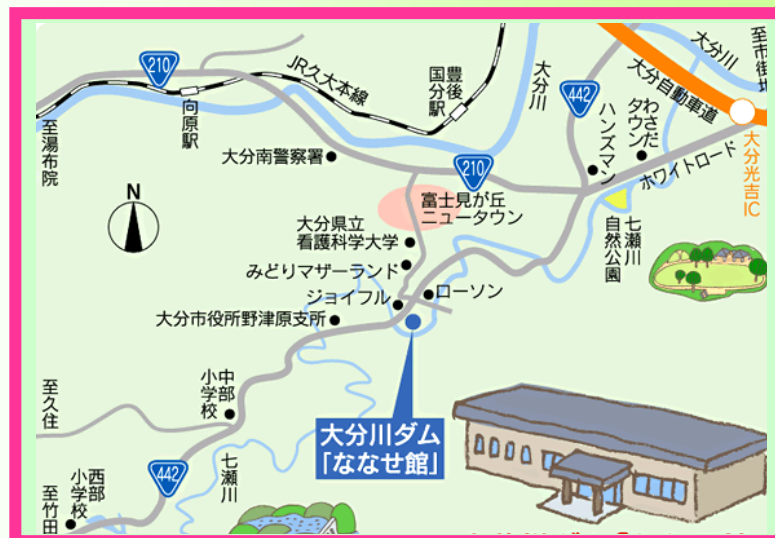 210
JR久大本線
向原駅
至湯布院
豊後
国分駅
大分川
442
ハンズマン
わさだ
タウン
大分川
大分自動車道
至市街地
大分光吉IC
ホワイトロード
大分南警察署
210
富士見が丘
ニュータウン
N
大分県立
看護科学大学
みどりマザーランド
ジョイフル
ローソン
七瀬川
自然公園
大分市役所野津原支所
中部
小学校
至久住
大分川ダム
「ななせ館」
442
七瀬川
西部
小学校
至竹田